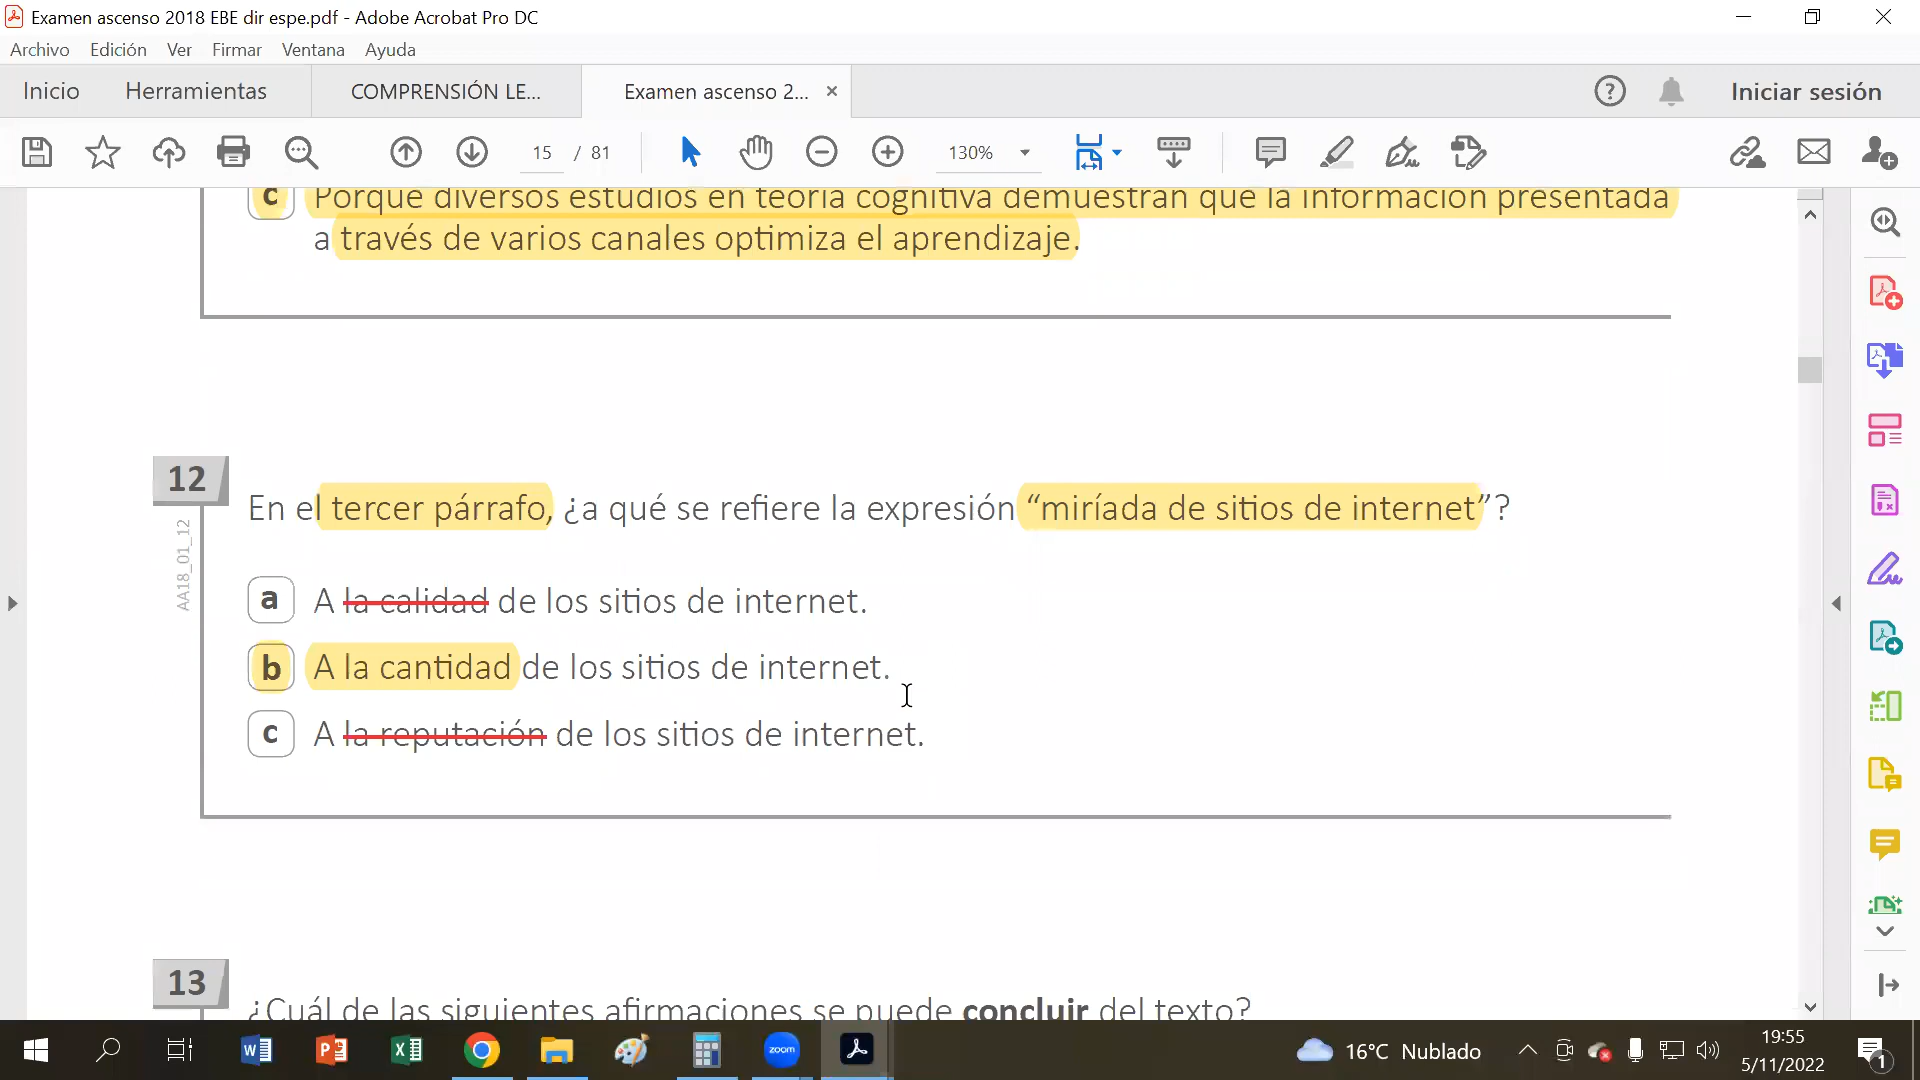 Examen ascenso 2018 EBE dir espe.pdf - Adobe Acrobat Pro DC
Archivo Edición Ver Firmar Ventana Ayuda
Inicio Herramientas COMPRENSIÓN LE... Examen ascenso 2... × Iniciar sesión
15 / 81 130%
c Porque diversos estudios en teoría cognitiva demuestran que la información presentada
a través de varios canales optimiza el aprendizaje.
12
AA18_01_12
En el tercer párrafo, ¿a qué se refiere la expresión “miríada de sitios de internet”?
a A la calidad de los sitios de internet.
b A la cantidad de los sitios de internet.
c A la reputación de los sitios de internet.
13
¿Cuál de las siguientes afirmaciones se puede concluir del texto?
zoom
16°C Nublado
19:55
5/11/2022
1